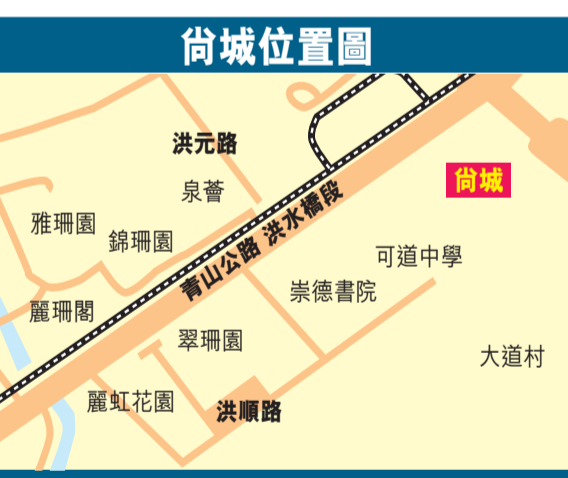 尙城位置圖
洪元路
尙城
泉薈
雅珊園
錦珊園
青山公路 洪水橋段
可道中學
崇德書院
麗珊閣
翠珊園
大道村
麗虹花園
洪順路